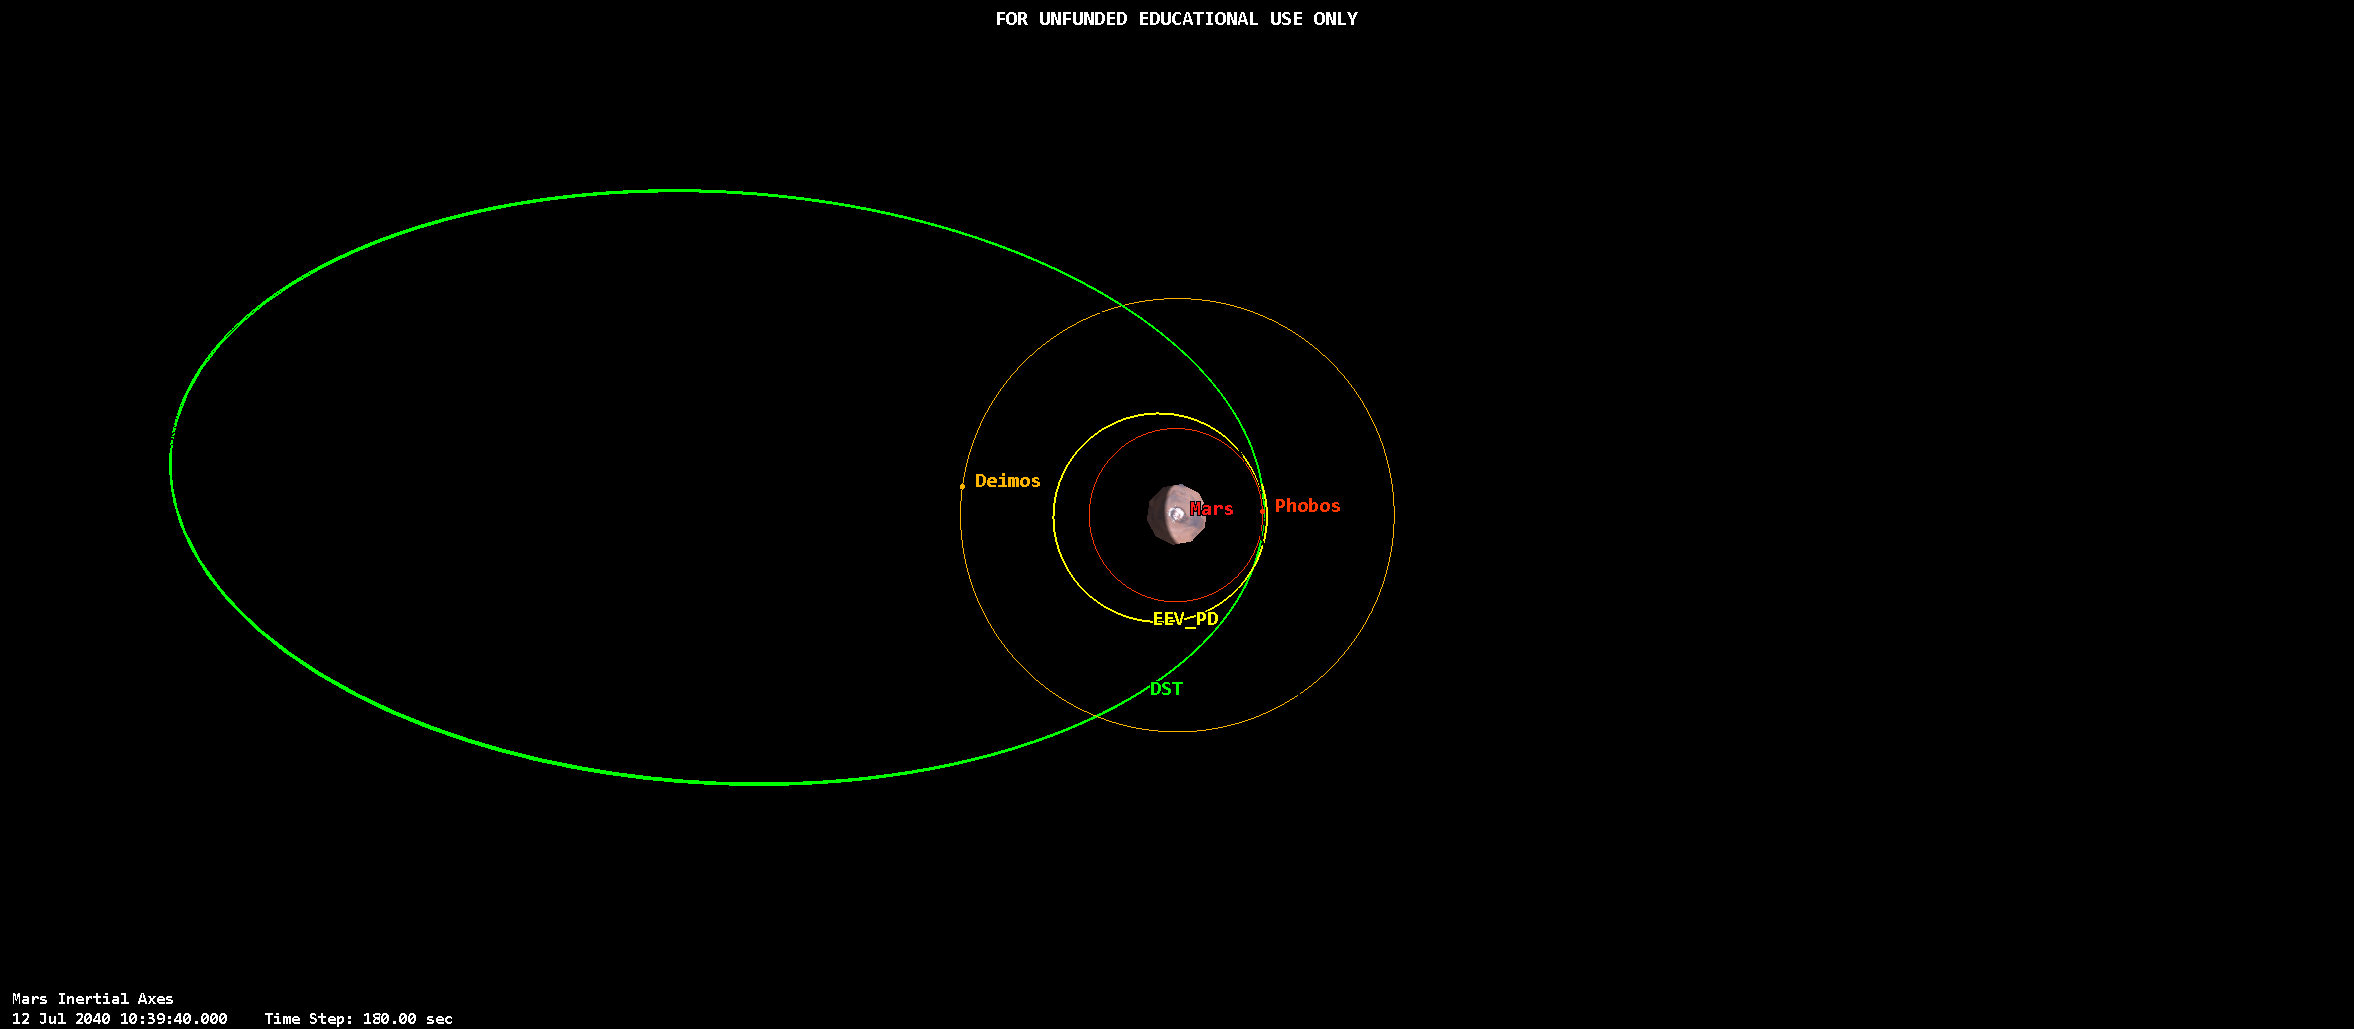 FOR UNFUNDED EDUCATIONAL USE ONLY
Deimos
Mars
Phobos
EEV_PD
DST
Mars Inertial Axes
12 Jul 2040 10:39:40.000 Time Step: 180.00 sec